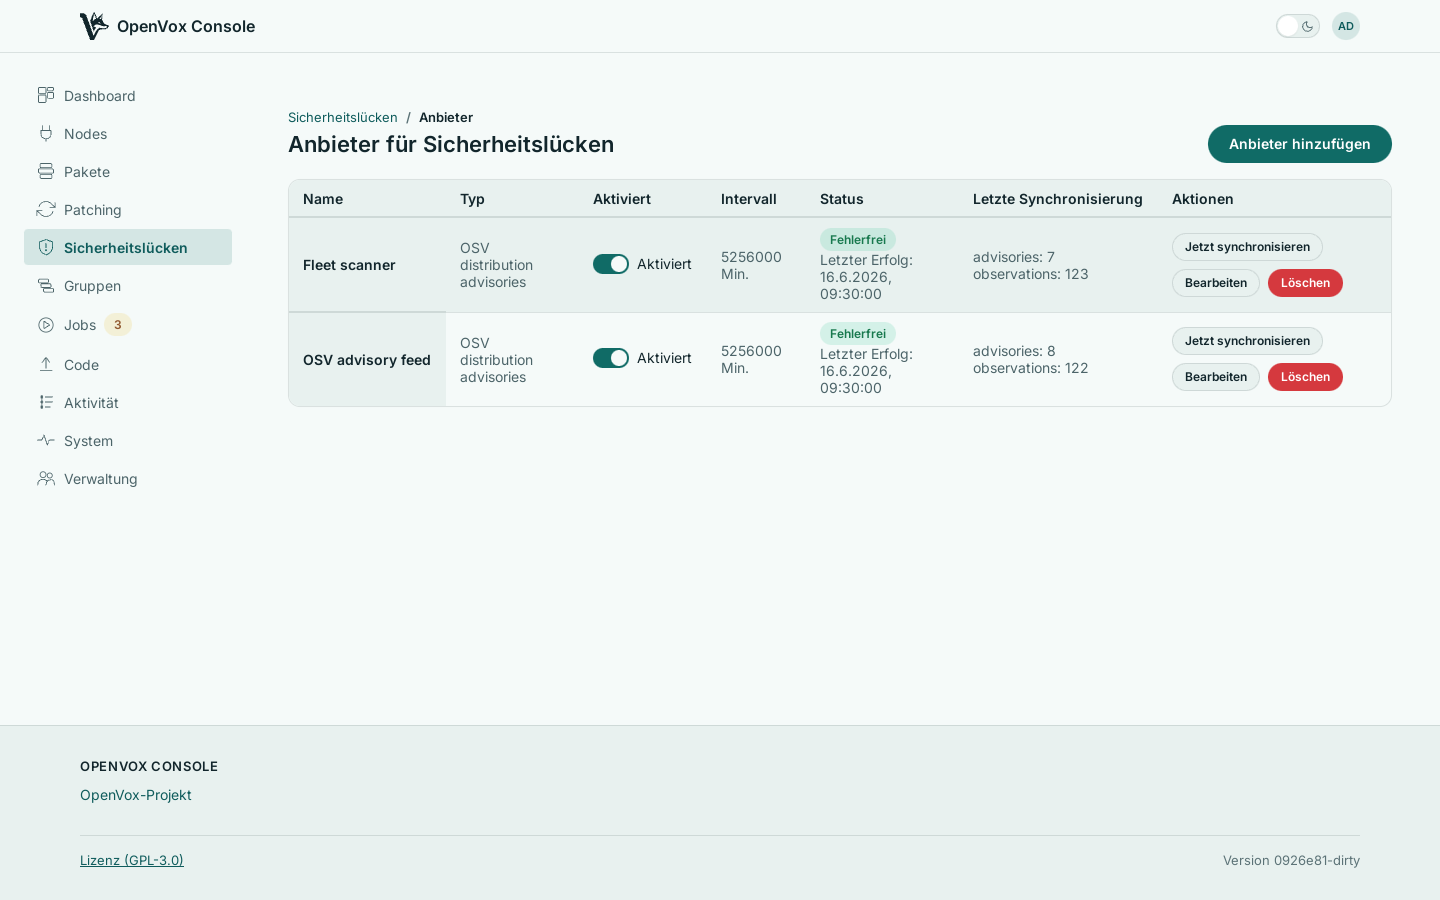 OpenVox Console
AD
Dashboard
Nodes
Pakete
Patching
Sicherheitslücken
Gruppen
Jobs 3
Code
Aktivität
System
Verwaltung
Sicherheitslücken / Anbieter
Anbieter für Sicherheitslücken
Anbieter hinzufügen
Name Typ Aktiviert Intervall Status Letzte Synchronisierung Aktionen
Fleet scanner
OSV
distribution
advisories
Aktiviert
5256000
Min.
Fehlerfrei
Letzter Erfolg:
16.6.2026,
09:30:00
advisories: 7
observations: 123
Jetzt synchronisieren
Bearbeiten Löschen
OSV advisory feed
OSV
distribution
advisories
Aktiviert
5256000
Min.
Fehlerfrei
Letzter Erfolg:
16.6.2026,
09:30:00
advisories: 8
observations: 122
Jetzt synchronisieren
Bearbeiten Löschen
OPENVOX CONSOLE
OpenVox-Projekt
Lizenz (GPL-3.0)
Version 0926e81-dirty